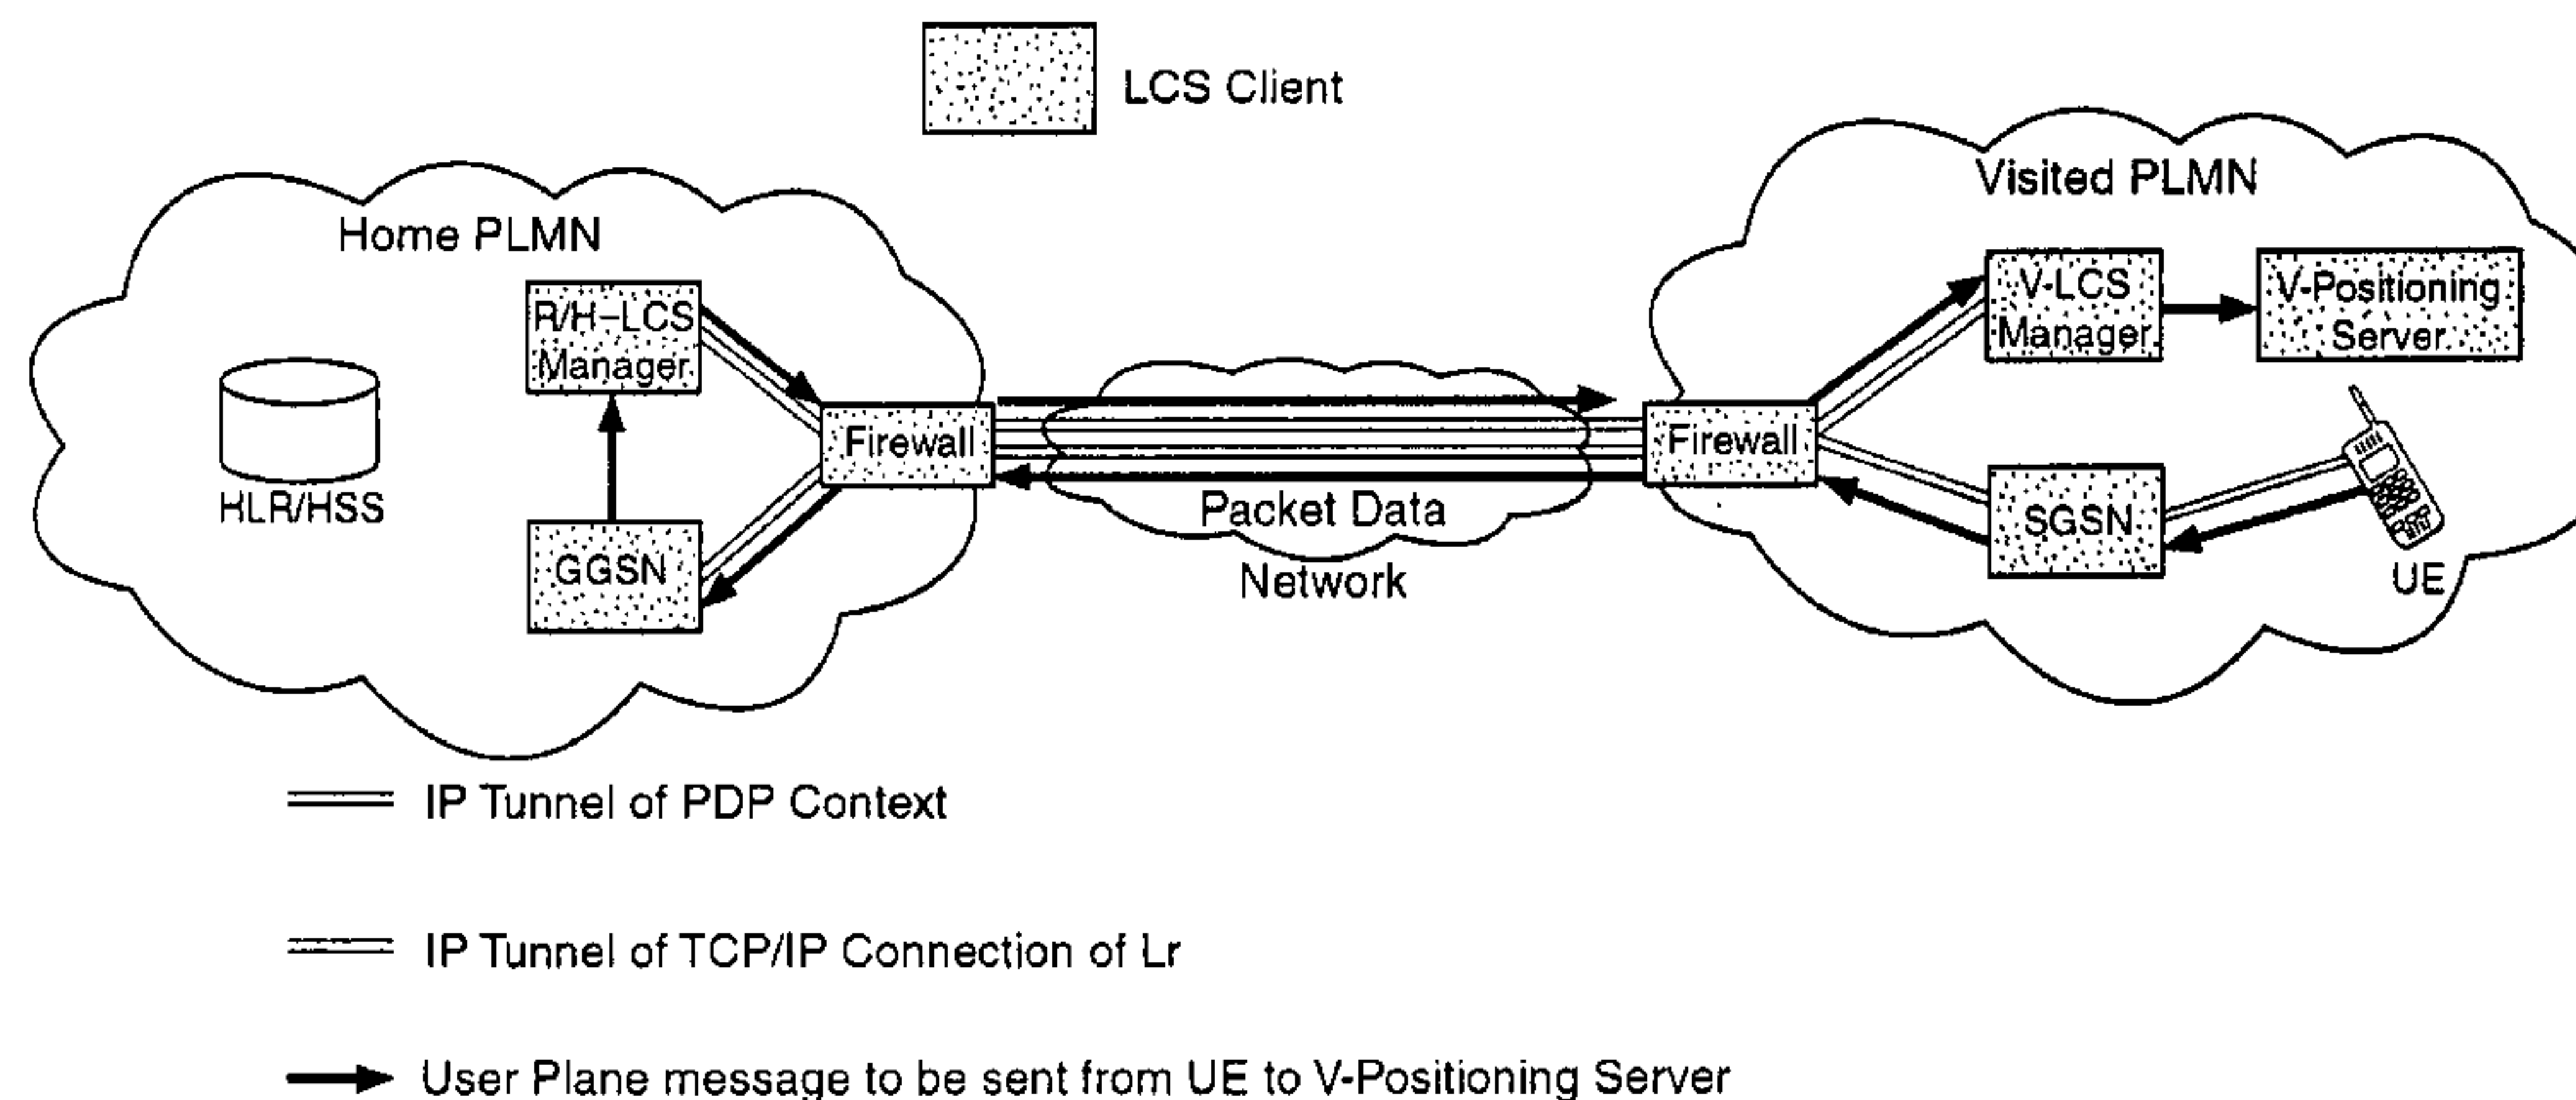 LCS Client
Visited PLMN
Home PLMN
R/H–LCS
Manager
V-LCS
Manager
V-Positioning
Server
HLR/HSS
Firewall
Firewall
GGSN
SGSN
UE
Packet Data
Network
IP Tunnel of PDP Context
IP Tunnel of TCP/IP Connection of Lr
User Plane message to be sent from UE to V-Positioning Server